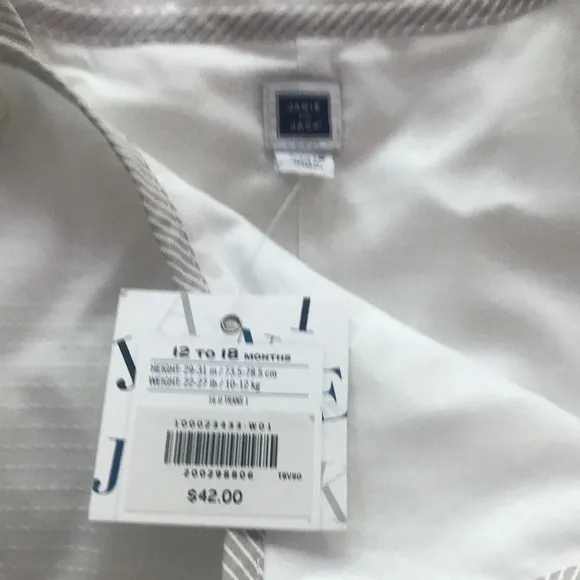 JANIE
AND
JACK
12 TO 18 MONTHS
HEIGHT: 29-31 in / 73.5-78.5 cm
WEIGHT: 22-27 lb / 10-12 kg
100023433-W01
200298806
$42.00